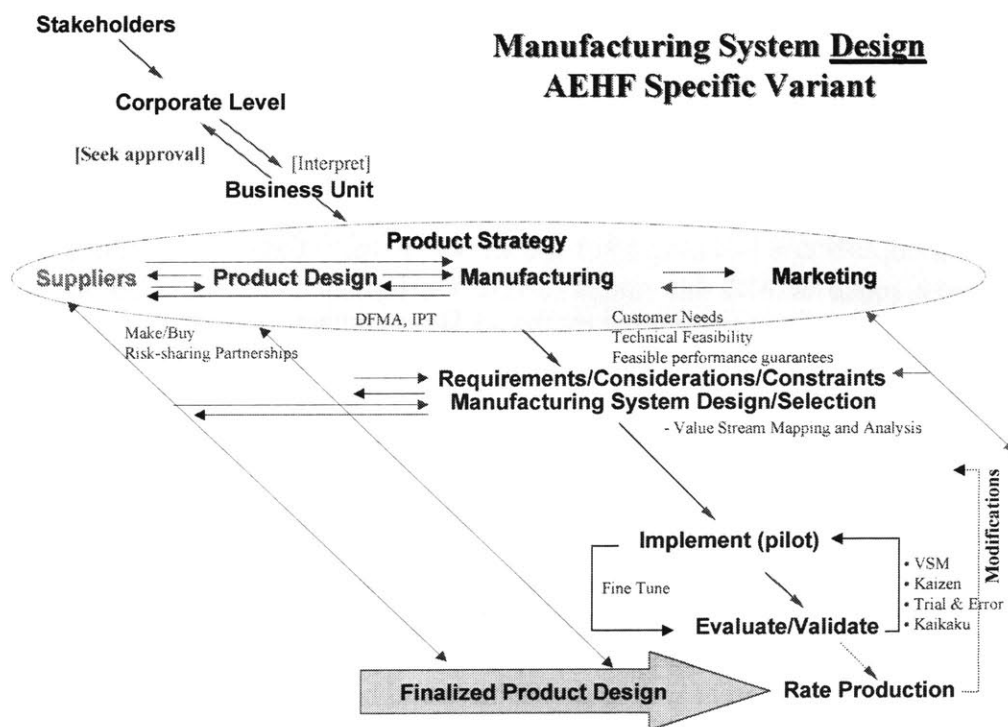 Stakeholders
Manufacturing System Design
AEHF Specific Variant
Corporate Level
[Seek approval]
[Interpret]
Business Unit
Product Strategy
Suppliers
Product Design
Manufacturing
Marketing
DFMA, IPT
Make/Buy
Risk-sharing Partnerships
Customer Needs
Technical Feasibility
Feasible performance guarantees
Requirements/Considerations/Constraints
Manufacturing System Design/Selection
- Value Stream Mapping and Analysis
Modifications
Implement (pilot)
Fine Tune
• VSM
• Kaizen
• Trial & Error
• Kaikaku
Evaluate/Validate
Finalized Product Design
Rate Production